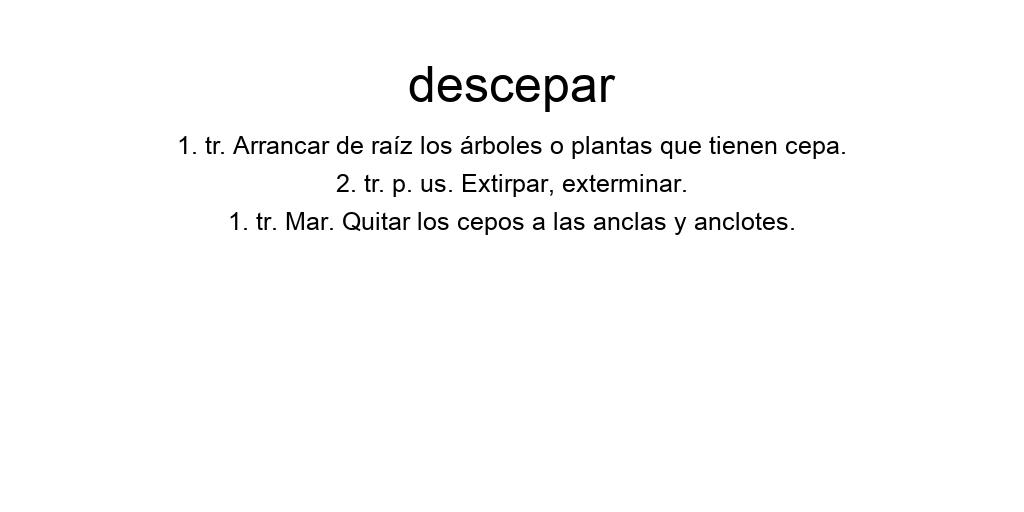 descepar
1. tr. Arrancar de raíz los árboles o plantas que tienen cepa.
2. tr. p. us. Extirpar, exterminar.
1. tr. Mar. Quitar los cepos a las anclas y anclotes.